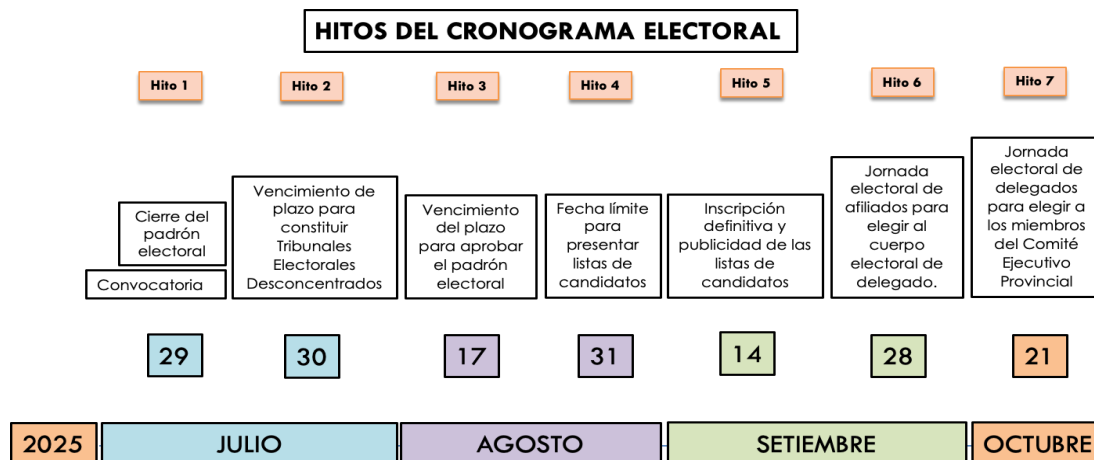 HITOS DEL CRONOGRAMA ELECTORAL
Hito 1
Hito 2
Hito 3
Hito 4
Hito 5
Hito 6
Hito 7
Cierre del
padrón
electoral
Convocatoria
Vencimiento de
plazo para
constituir
Tribunales
Electorales
Desconcentrados
Vencimiento
del plazo
para aprobar
el padrón
electoral
Fecha límite
para
presentar
listas de
candidatos
Inscripción
definitiva y
publicidad de las
listas de
candidatos
Jornada
electoral de
afiliados para
elegir al
cuerpo
electoral de
delegado.
Jornada
electoral de
delegados
para elegir a
los miembros
del Comité
Ejecutivo
Provincial
29
30
17
31
14
28
21
2025
JULIO
AGOSTO
SETIEMBRE
OCTUBRE